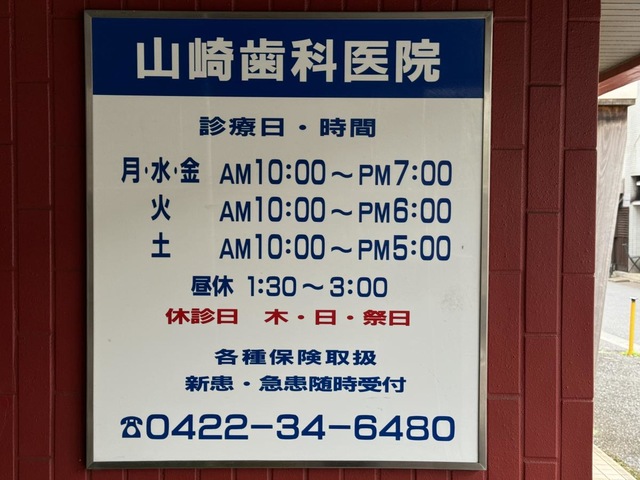 山崎歯科医院
診療日・時間
月・水・金 AM10:00～PM7:00
火 AM10:00～PM6:00
土 AM10:00～PM5:00
昼休 1:30～3:00
休診日 木・日・祭日
各種保険取扱
新患・急患随時受付
☎0422-34-6480